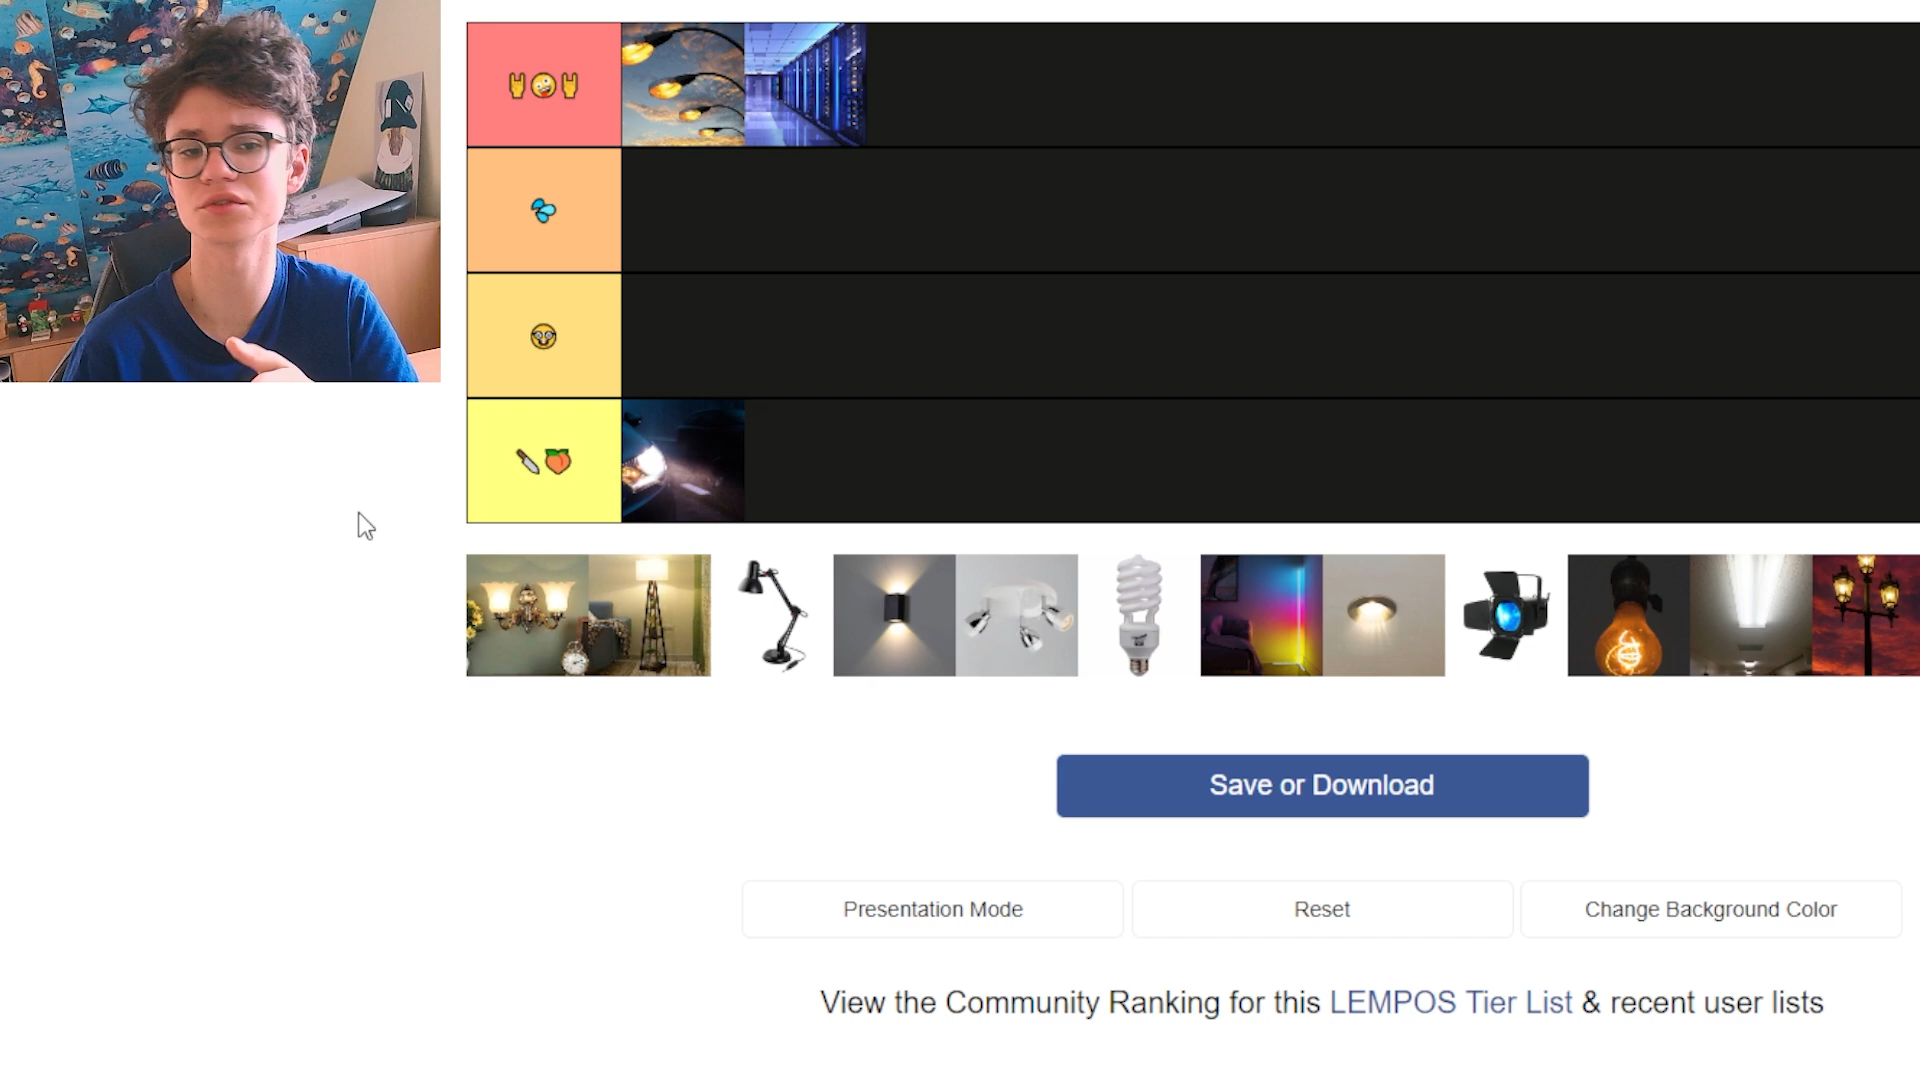 Save or Download
Presentation Mode
Reset
Change Background Color
View the Community Ranking for this LEMPOS Tier List & recent user lists